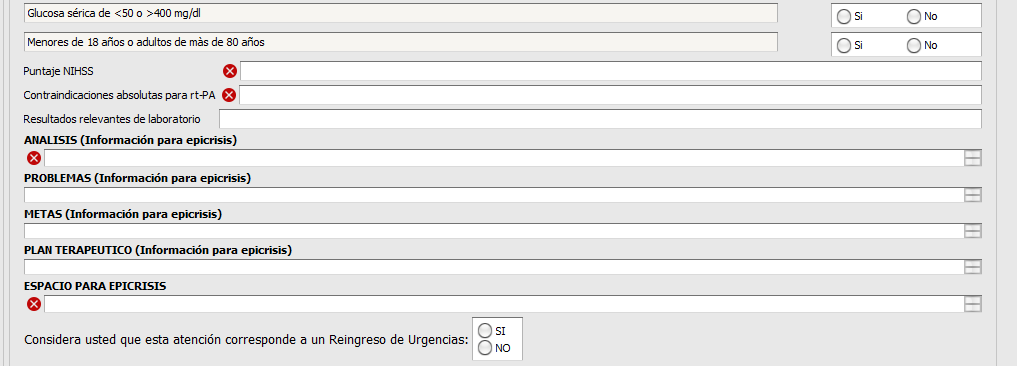 Glucosa sérica de <50 o >400 mg/dl Si No
Menores de 18 años o adultos de màs de 80 años Si No
Puntaje NIHSS
Contraindicaciones absolutas para rt-PA
Resultados relevantes de laboratorio
ANALISIS (Información para epicrisis)
PROBLEMAS (Información para epicrisis)
METAS (Información para epicrisis)
PLAN TERAPEUTICO (Información para epicrisis)
ESPACIO PARA EPICRISIS
Considera usted que esta atención corresponde a un Reingreso de Urgencias: SI
NO